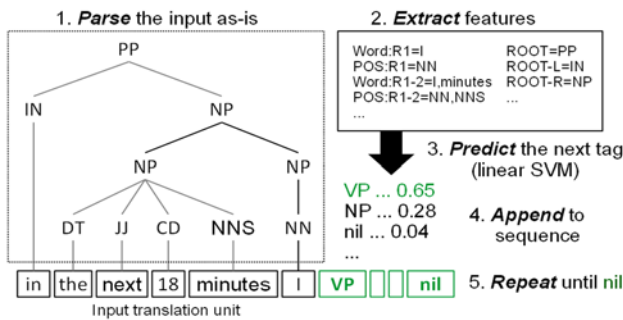 1. Parse the input as-is
PP
IN NP
NP NP
DT JJ CD NNS NN
in the next 18 minutes I VP nil
Input translation unit
2. Extract features
Word:R1=I ROOT=PP
POS:R1=NN ROOT-L=IN
Word:R1-2=I,minutes ROOT-R=NP
POS:R1-2=NN,NNS ...
...
3. Predict the next tag
(linear SVM)
VP ... 0.65
NP ... 0.28
nil ... 0.04
...
4. Append to
sequence
5. Repeat until nil